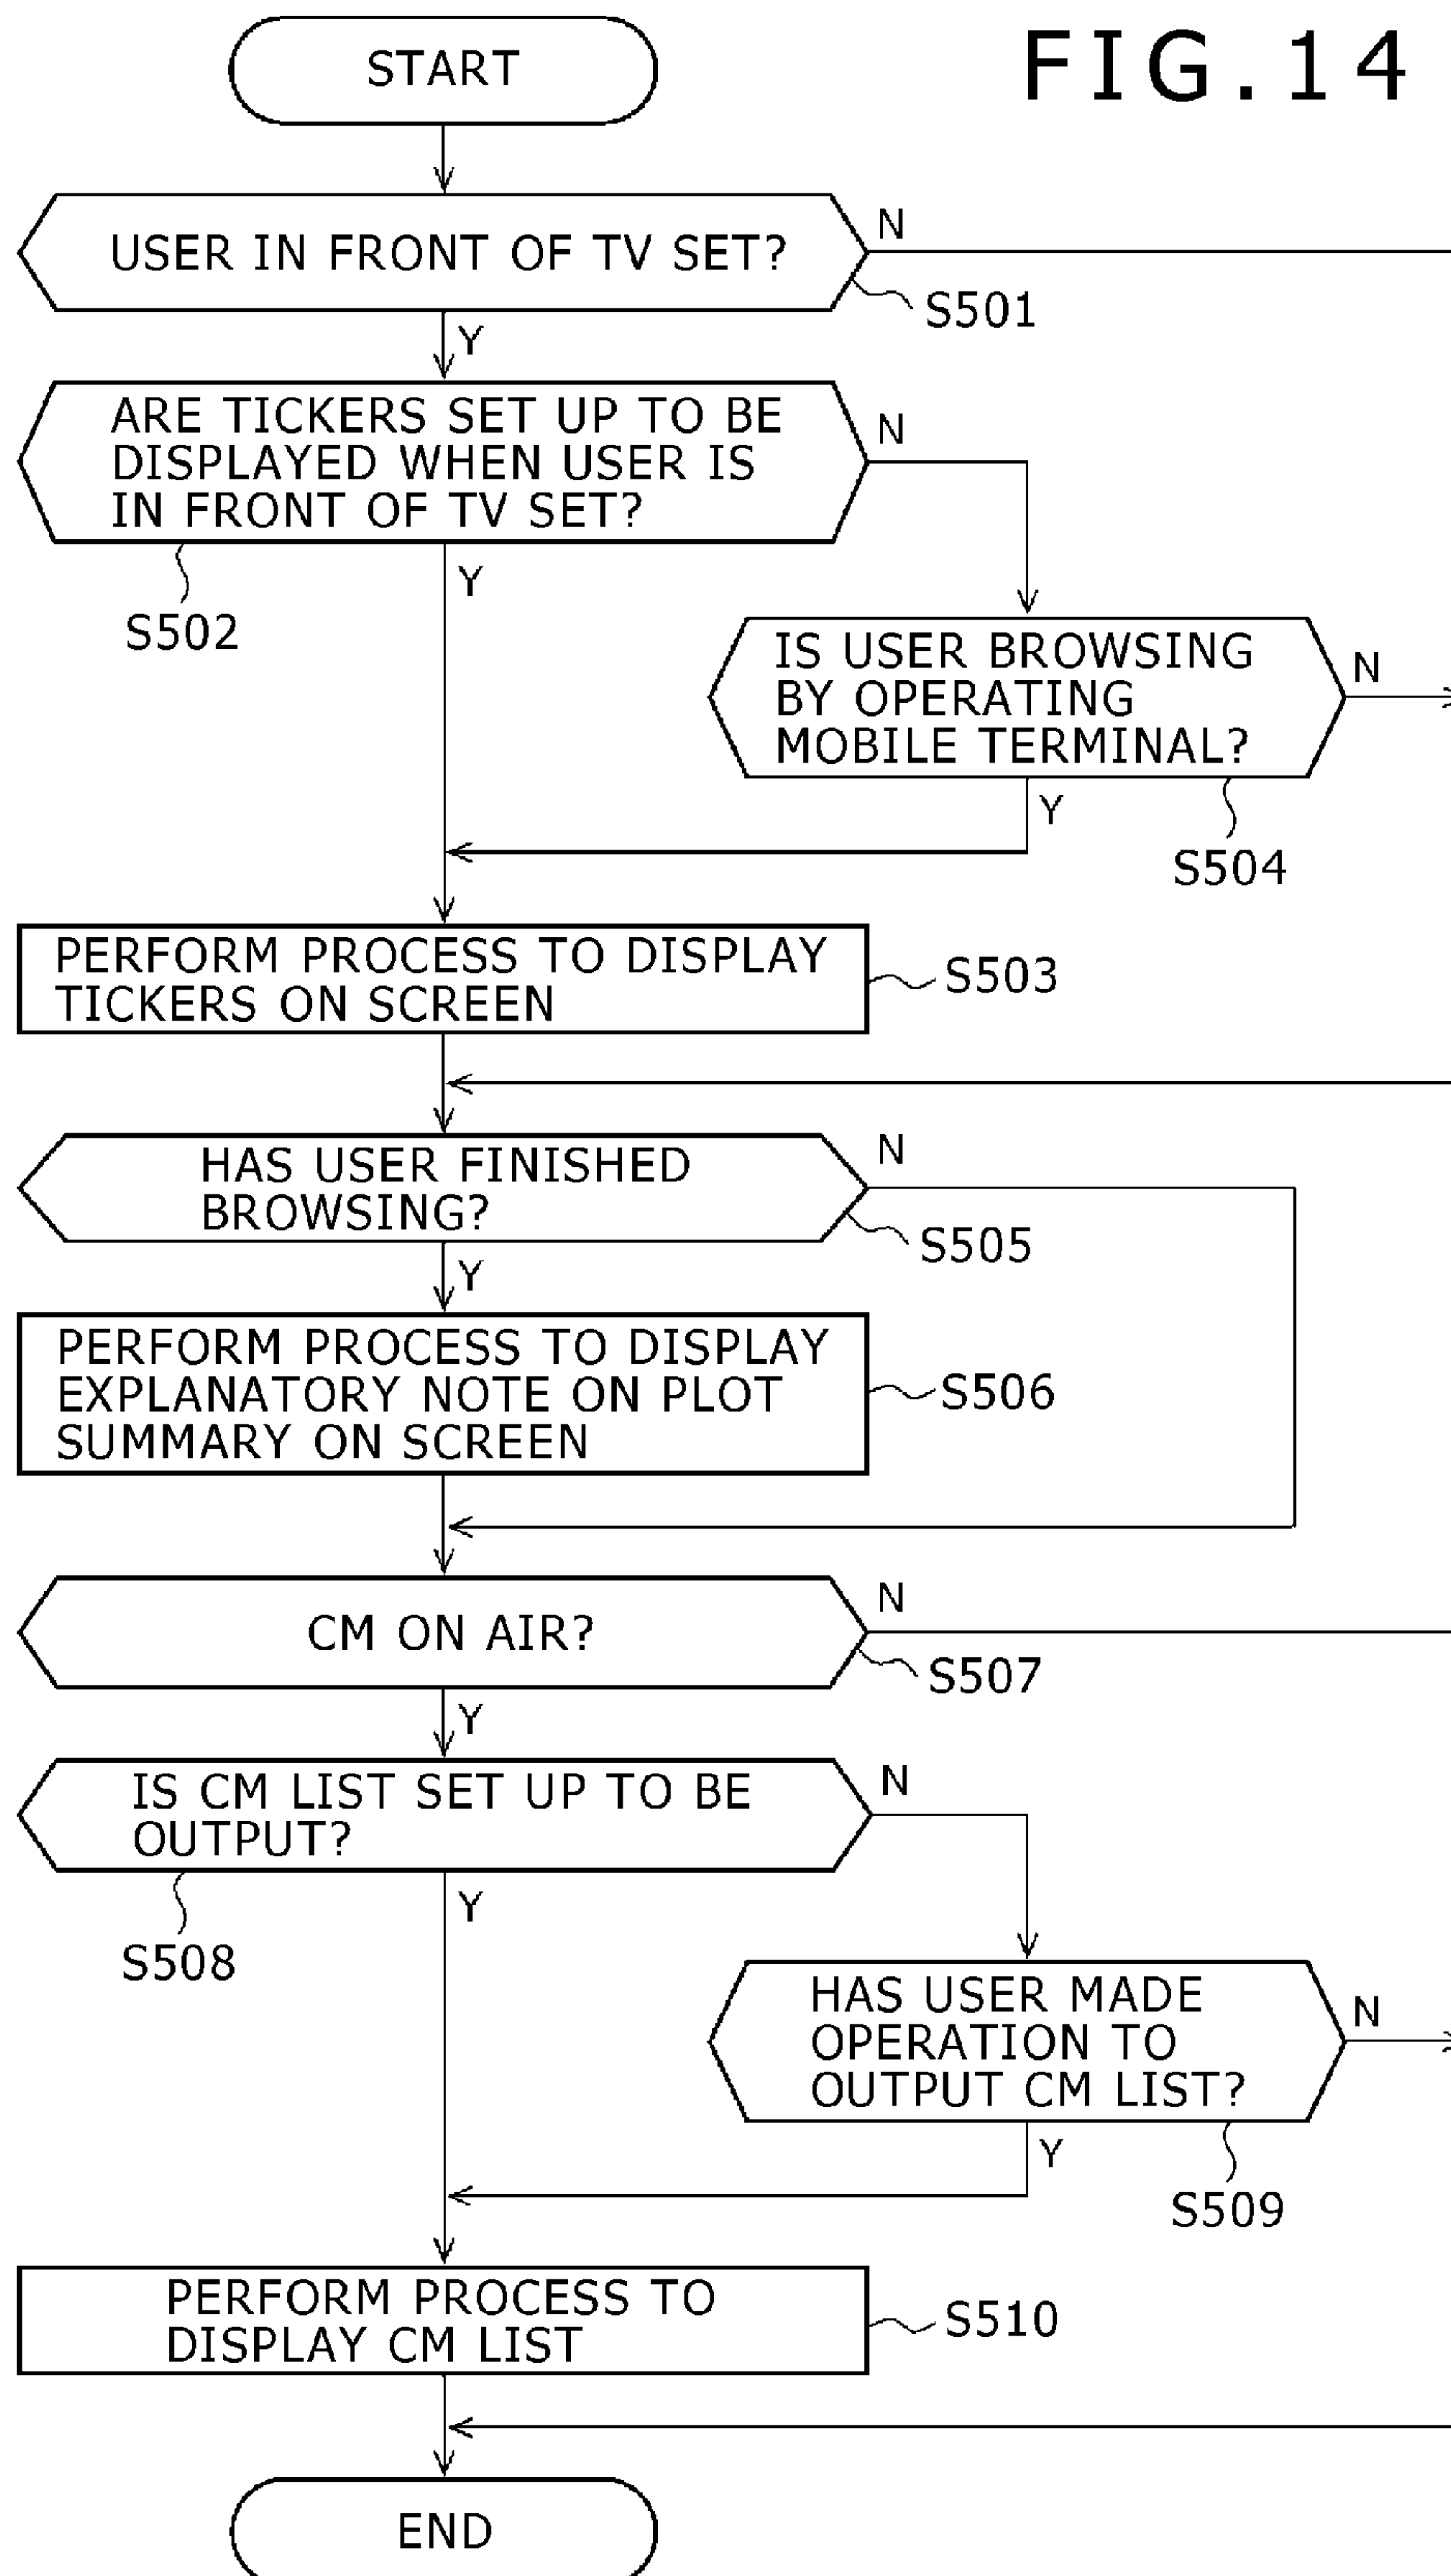 FIG.14
START
USER IN FRONT OF TV SET?
N
S501
Y
ARE TICKERS SET UP TO BE
DISPLAYED WHEN USER IS
IN FRONT OF TV SET?
N
S502
Y
IS USER BROWSING
BY OPERATING
MOBILE TERMINAL?
N
Y
S504
PERFORM PROCESS TO DISPLAY
TICKERS ON SCREEN
S503
HAS USER FINISHED
BROWSING?
N
S505
Y
PERFORM PROCESS TO DISPLAY
EXPLANATORY NOTE ON PLOT
SUMMARY ON SCREEN
S506
CM ON AIR?
N
S507
Y
IS CM LIST SET UP TO BE
OUTPUT?
N
S508
Y
HAS USER MADE
OPERATION TO
OUTPUT CM LIST?
N
Y
S509
PERFORM PROCESS TO
DISPLAY CM LIST
S510
END